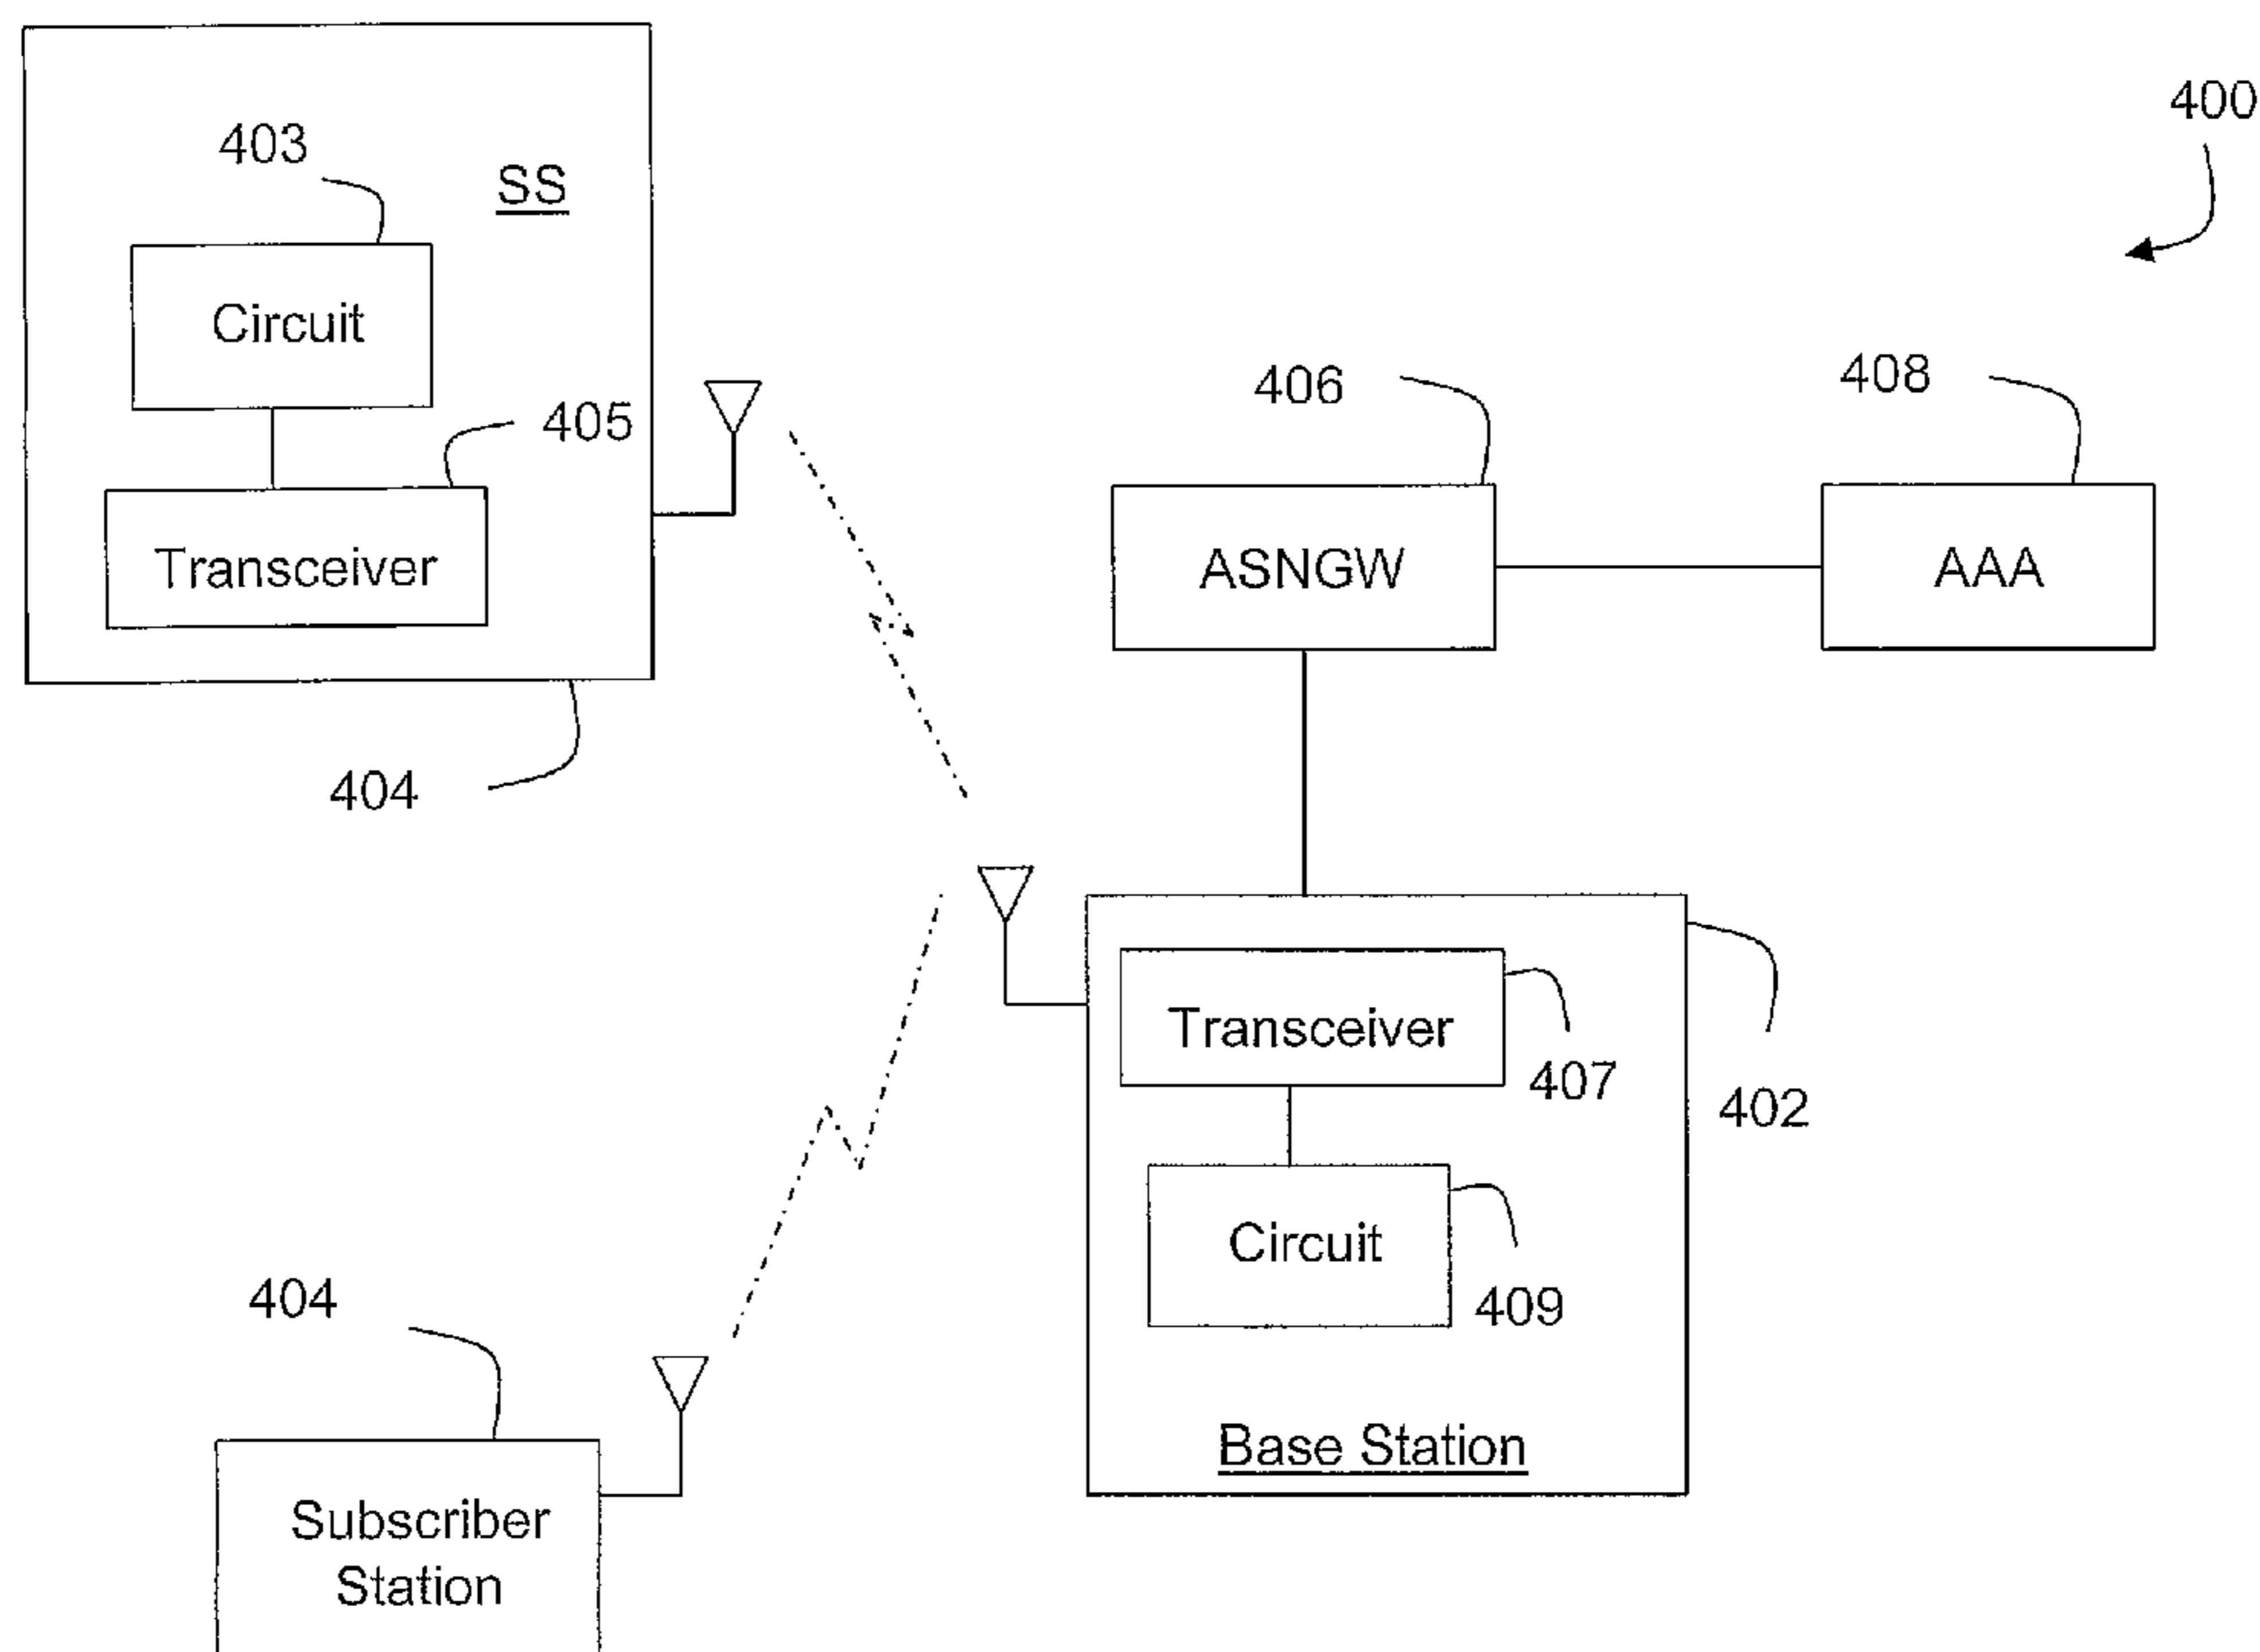 400
403
SS
Circuit
405
Transceiver
404
406
408
ASNGW
AAA
Transceiver
407
402
Circuit
409
Base Station
404
Subscriber
Station